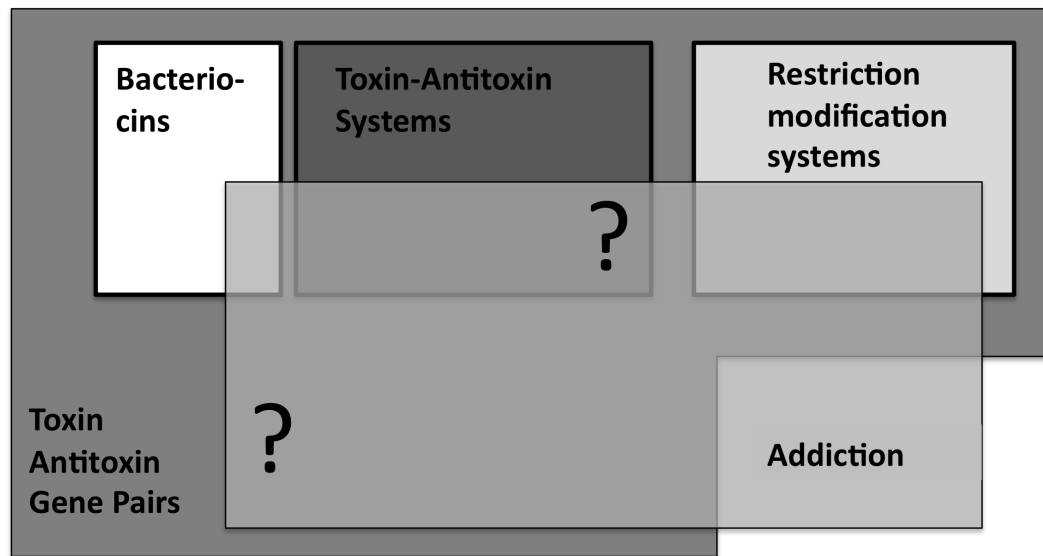 Bacterio-
cins
Toxin-Antitoxin
Systems
Restriction
modification
systems
?
?
Toxin
Antitoxin
Gene Pairs
Addiction